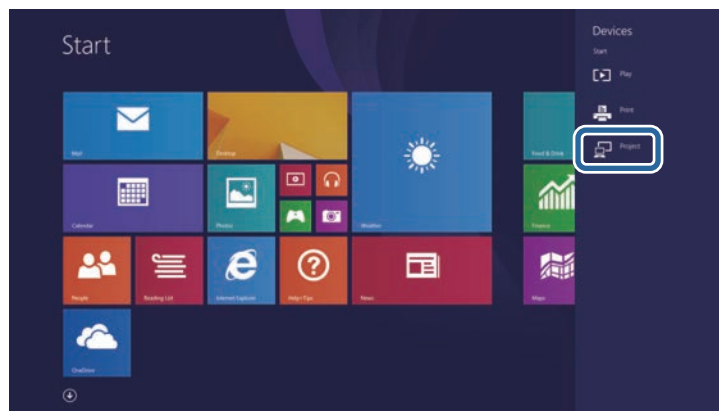 Start
Devices
Start
Play
Print
Project
Mail
Desktop
Weather
Food & Drink
Calendar
Photos
Finance
People
Reading List
Internet Explorer
Help+Tips
News
Maps
OneDrive